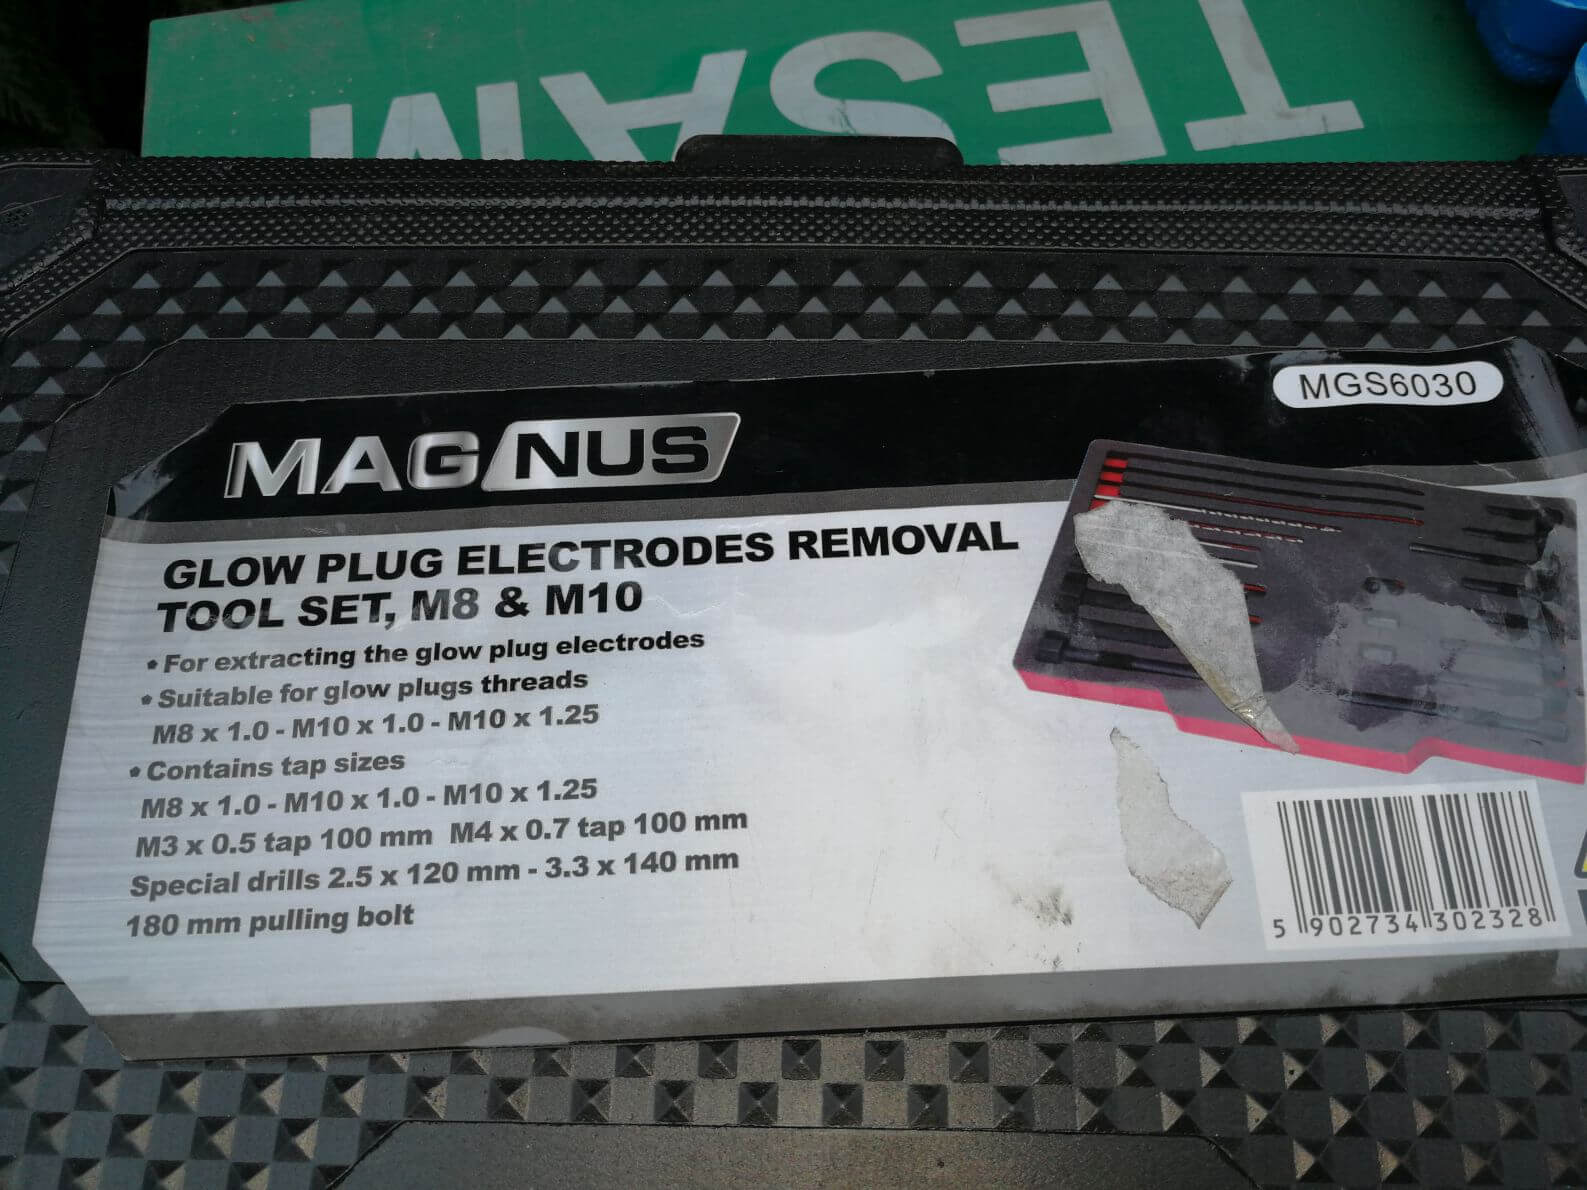 TESAM
MAGNUS
MGS6030
GLOW PLUG ELECTRODES REMOVAL
TOOL SET, M8 & M10
• For extracting the glow plug electrodes
• Suitable for glow plugs threads
M8 x 1.0 - M10 x 1.0 - M10 x 1.25
• Contains tap sizes
M8 x 1.0 - M10 x 1.0 - M10 x 1.25
M3 x 0.5 tap 100 mm M4 x 0.7 tap 100 mm
Special drills 2.5 x 120 mm - 3.3 x 140 mm
180 mm pulling bolt
5 902734 302328